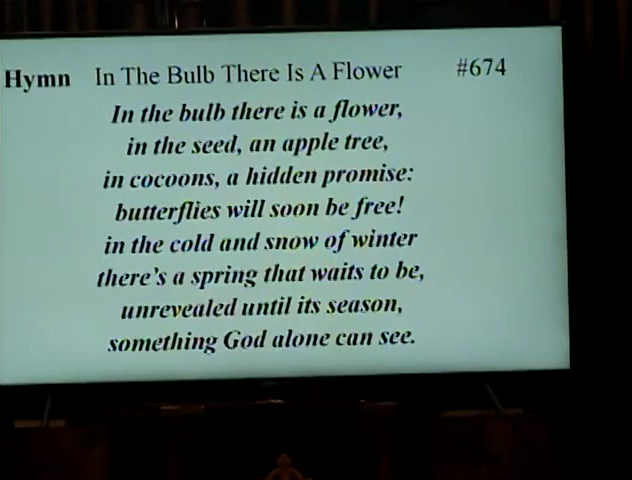 Hymn In The Bulb There Is A Flower #674
In the bulb there is a flower,
in the seed, an apple tree,
in cocoons, a hidden promise:
butterflies will soon be free!
in the cold and snow of winter
there's a spring that waits to be,
unrevealed until its season,
something God alone can see.